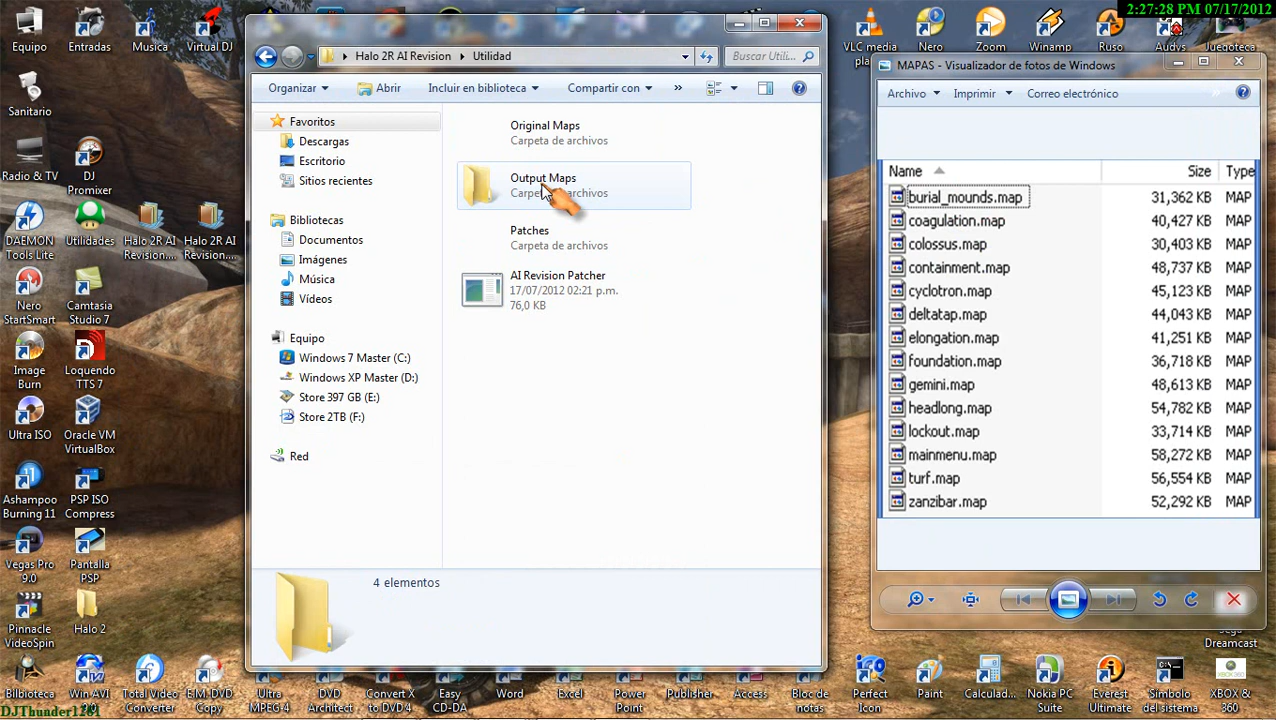 2:27:28 PM 07/17/2012
Equipo
Entradas
Musica
Virtual DJ
Sanitario
Radio & TV
DJ
Promixer
DAEMON
Tools Lite
Utilidades
Halo 2R AI
Revision....
Halo 2R AI
Revision....
Nero
StartSmart
Camtasia
Studio 7
Image
Burn
Loquendo
TTS 7
Ultra ISO
Oracle VM
VirtualBox
Ashampoo
Burning 11
PSP ISO
Compress
Vegas Pro
9.0
Pantalla
PSP
Pinnacle
VideoSpin
Halo 2
Biblioteca
Multimedia
Win AVI
Total Video
Converter
E.M. DVD
Copy
Ultra
MPEG-4
DVD
Architect
Convert X
to DVD 4
Easy
CD-DA
Word
Excel
Power
Point
Publisher
Access
Bloc de
notas
Perfect
Icon
Paint
Calculad...
Nokia PC
Suite
Everest
Ultimate
Símbolo
del sistema
XBOX &
360
Sega
Dreamcast
VLC media
Nero
Zoom
Winamp
Ruso
Audys
Juegoteca
DJThunder1281
Halo 2R AI Revision
Utilidad
Buscar Utili...
Organizar
Abrir
Incluir en biblioteca
Compartir con
»
Favoritos
Descargas
Escritorio
Sitios recientes
Bibliotecas
Documentos
Imágenes
Música
Vídeos
Equipo
Windows 7 Master (C:)
Windows XP Master (D:)
Store 397 GB (E:)
Store 2TB (F:)
Red
Original Maps
Carpeta de archivos
Output Maps
Carpeta de archivos
Patches
Carpeta de archivos
AI Revision Patcher
17/07/2012 02:21 p.m.
76,0 KB
4 elementos
MAPAS - Visualizador de fotos de Windows
Archivo
Imprimir
Correo electrónico
»
Name Size Type
burial_mounds.map 31,362 KB MAP
coagulation.map 40,427 KB MAP
colossus.map 30,403 KB MAP
containment.map 48,737 KB MAP
cyclotron.map 45,123 KB MAP
deltatap.map 44,043 KB MAP
elongation.map 41,251 KB MAP
foundation.map 36,718 KB MAP
gemini.map 48,613 KB MAP
headlong.map 54,782 KB MAP
lockout.map 33,714 KB MAP
mainmenu.map 58,272 KB MAP
turf.map 56,554 KB MAP
zanzibar.map 52,292 KB MAP